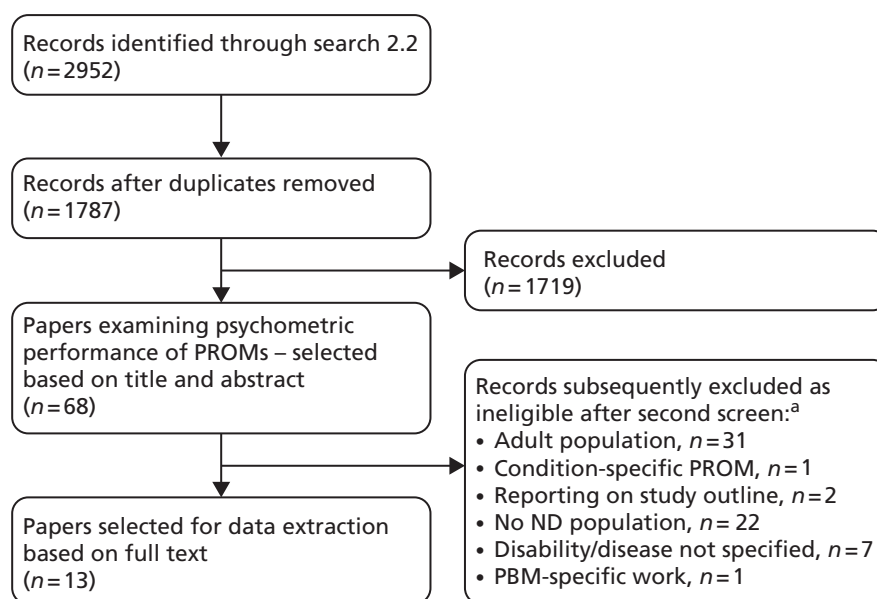 Records identified through search 2.2
(n=2952)
Records after duplicates removed
(n=1787)
Records excluded
(n=1719)
Papers examining psychometric
performance of PROMs – selected
based on title and abstract
(n=68)
Records subsequently excluded as
ineligible after second screen:a
• Adult population, n=31
• Condition-specific PROM, n=1
• Reporting on study outline, n=2
• No ND population, n=22
• Disability/disease not specified, n=7
• PBM-specific work, n=1
Papers selected for data extraction
based on full text
(n=13)